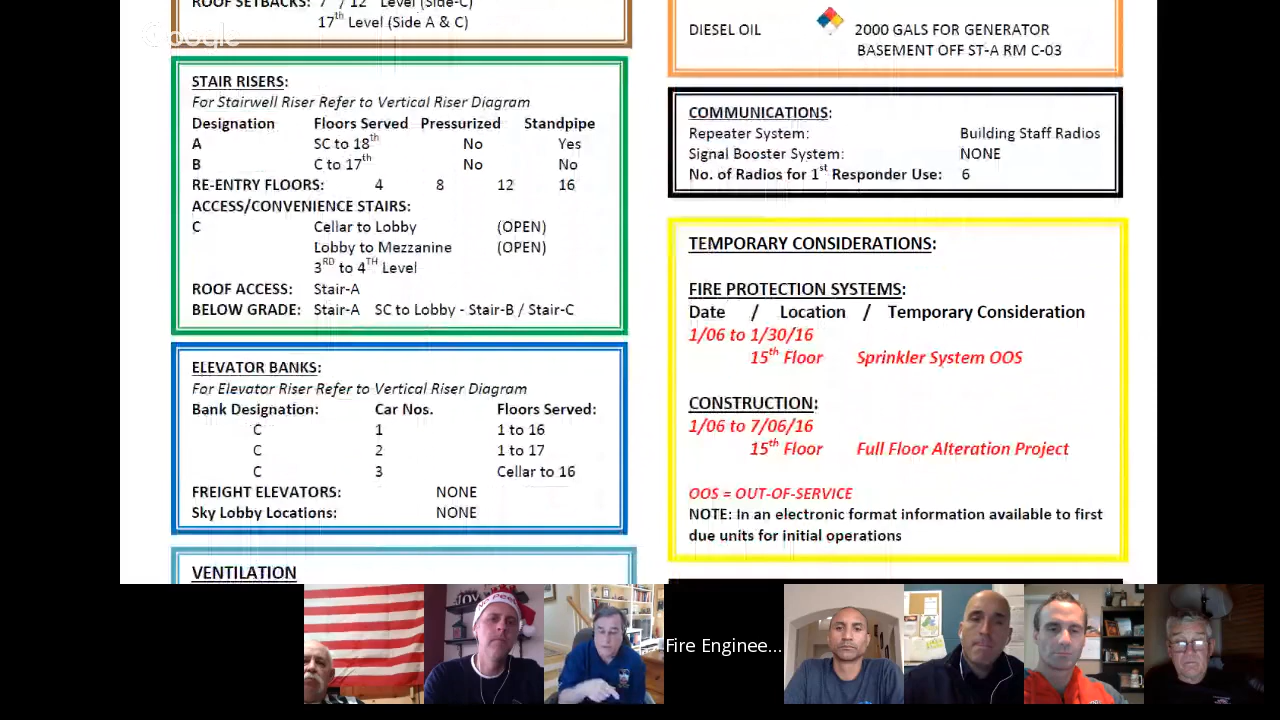 ROOF SETBACKS: 7th / 12th Level (Side-C)
17th Level (Side A & C)
Google
STAIR RISERS:
For Stairwell Riser Refer to Vertical Riser Diagram
Designation Floors Served Pressurized Standpipe
A SC to 18th No Yes
B C to 17th No No
RE-ENTRY FLOORS: 4 8 12 16
ACCESS/CONVENIENCE STAIRS:
C Cellar to Lobby (OPEN)
Lobby to Mezzanine (OPEN)
3RD to 4TH Level
ROOF ACCESS: Stair-A
BELOW GRADE: Stair-A SC to Lobby - Stair-B / Stair-C
ELEVATOR BANKS:
For Elevator Riser Refer to Vertical Riser Diagram
Bank Designation: Car Nos. Floors Served:
C 1 1 to 16
C 2 1 to 17
C 3 Cellar to 16
FREIGHT ELEVATORS: NONE
Sky Lobby Locations: NONE
VENTILATION
DIESEL OIL 2000 GALS FOR GENERATOR
BASEMENT OFF ST-A RM C-03
COMMUNICATIONS:
Repeater System: Building Staff Radios
Signal Booster System: NONE
No. of Radios for 1st Responder Use: 6
TEMPORARY CONSIDERATIONS:
FIRE PROTECTION SYSTEMS:
Date / Location / Temporary Consideration
1/06 to 1/30/16
15th Floor Sprinkler System OOS
CONSTRUCTION:
1/06 to 7/06/16
15th Floor Full Floor Alteration Project
OOS = OUT-OF-SERVICE
NOTE: In an electronic format information available to first
due units for initial operations
Fire Enginee...